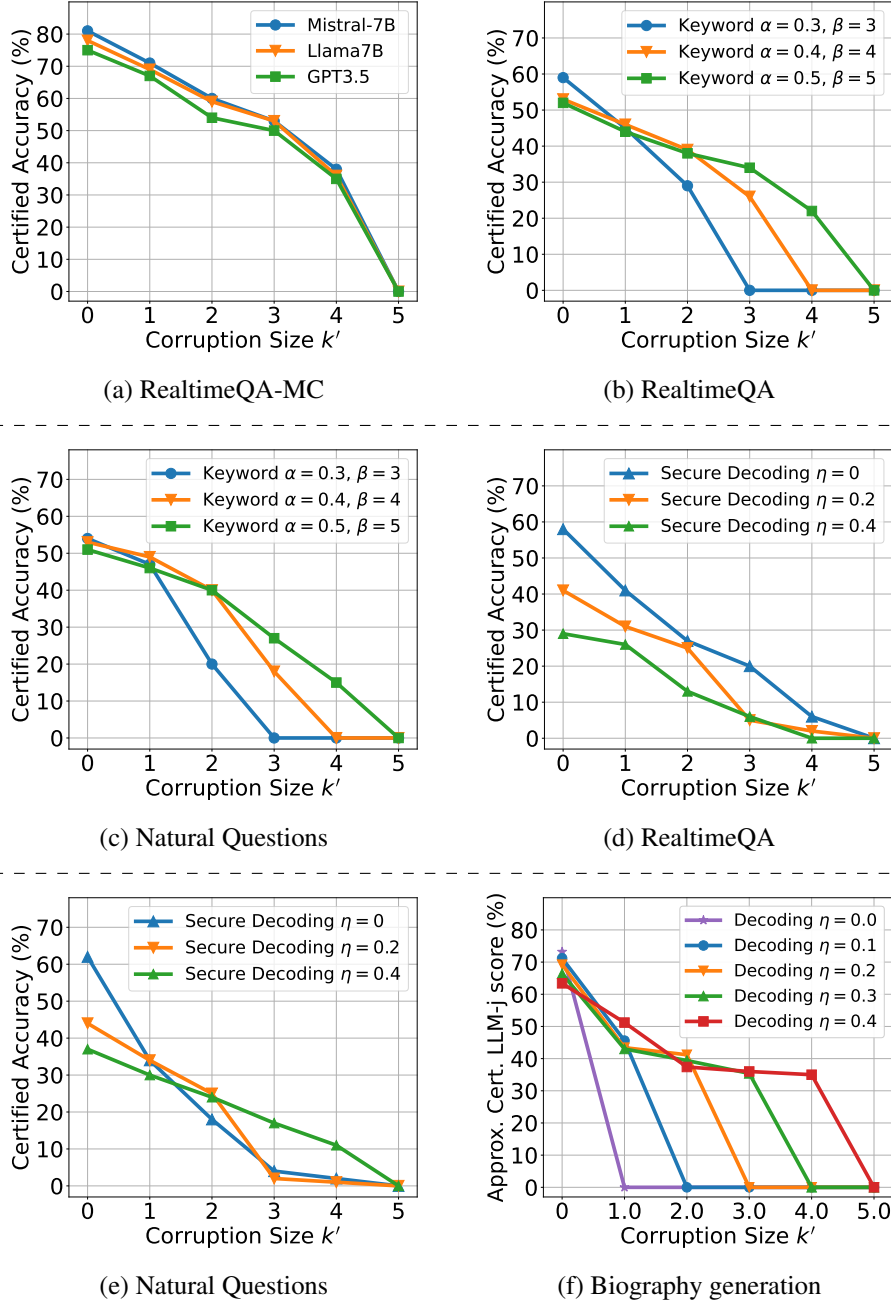 Certified Accuracy (%)
80
70
60
50
40
30
20
10
0
0 1 2 3 4 5
Corruption Size k′
Mistral-7B
Llama7B
GPT3.5
(a) RealtimeQA-MC
Certified Accuracy (%)
70
60
50
40
30
20
10
0
0 1 2 3 4 5
Corruption Size k′
Keyword α = 0.3, β = 3
Keyword α = 0.4, β = 4
Keyword α = 0.5, β = 5
(b) RealtimeQA
Certified Accuracy (%)
70
60
50
40
30
20
10
0
0 1 2 3 4 5
Corruption Size k′
Keyword α = 0.3, β = 3
Keyword α = 0.4, β = 4
Keyword α = 0.5, β = 5
(c) Natural Questions
Certified Accuracy (%)
70
60
50
40
30
20
10
0
0 1 2 3 4 5
Corruption Size k′
Secure Decoding η = 0
Secure Decoding η = 0.2
Secure Decoding η = 0.4
(d) RealtimeQA
Certified Accuracy (%)
70
60
50
40
30
20
10
0
0 1 2 3 4 5
Corruption Size k′
Secure Decoding η = 0
Secure Decoding η = 0.2
Secure Decoding η = 0.4
(e) Natural Questions
Approx. Cert. LLM-j score (%)
80
70
60
50
40
30
20
10
0
0 1.0 2.0 3.0 4.0 5.0
Corruption Size k′
Decoding η = 0.0
Decoding η = 0.1
Decoding η = 0.2
Decoding η = 0.3
Decoding η = 0.4
(f) Biography generation